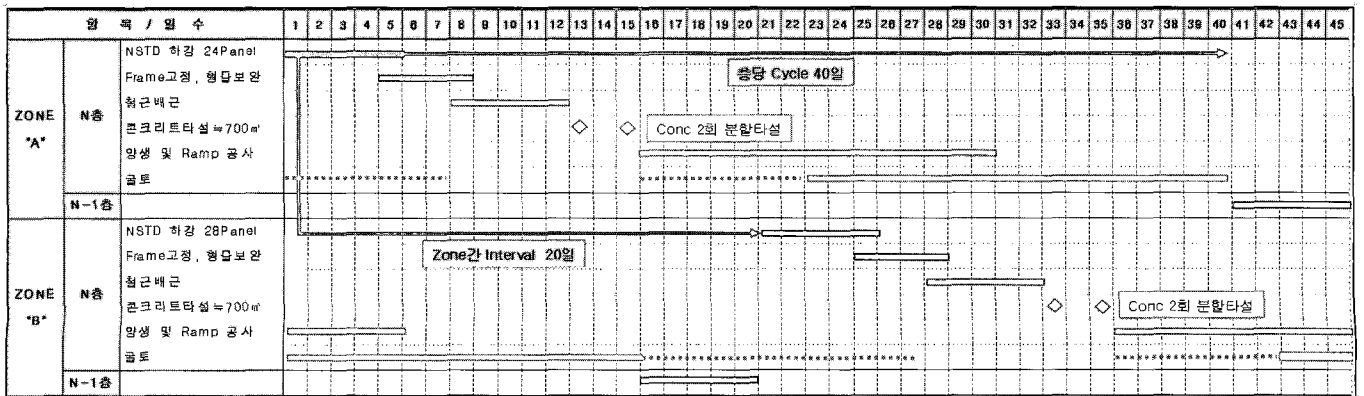 항 목 / 일 수 1 2 3 4 5 6 7 8 9 10 11 12 13 14 15 16 17 18 19 20 21 22 23 24 25 26 27 28 29 30 31 32 33 34 35 36 37 38 39 40 41 42 43 44 45
ZONE "A"
N층
NSTD 하강 24Panel
층당 Cycle 40일
Frame고정, 형틀보완
철근배근
콘크리트타설≒700㎥
Conc 2회 분할타설
양생 및 Ramp 공사
굴토
N-1층
ZONE "B"
N층
NSTD 하강 28Panel
Zone간 Interval 20일
Frame고정, 형틀보완
철근배근
콘크리트타설≒700㎥
Conc 2회 분할타설
양생 및 Ramp 공사
굴토
N-1층